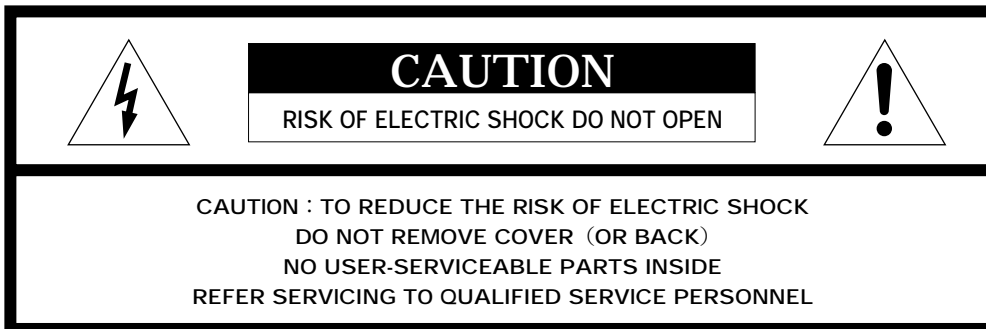 CAUTION
RISK OF ELECTRIC SHOCK DO NOT OPEN
CAUTION：TO REDUCE THE RISK OF ELECTRIC SHOCK
DO NOT REMOVE COVER（OR BACK）
NO USER-SERVICEABLE PARTS INSIDE
REFER SERVICING TO QUALIFIED SERVICE PERSONNEL